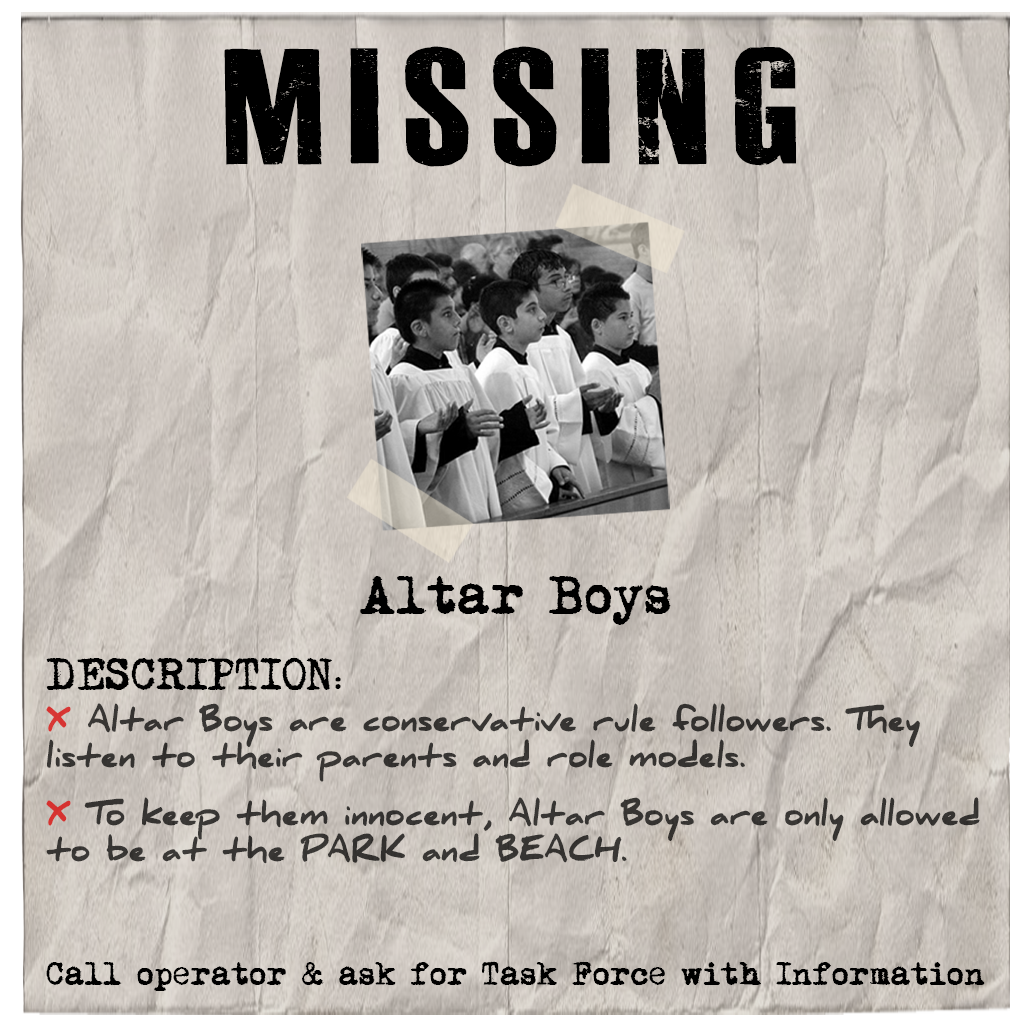 MISSING
Altar Boys
DESCRIPTION:
❌ Altar Boys are conservative rule followers. They
listen to their parents and role models.
❌ To keep them innocent, Altar Boys are only allowed
to be at the PARK and BEACH.
Call operator & ask for Task Force with Information